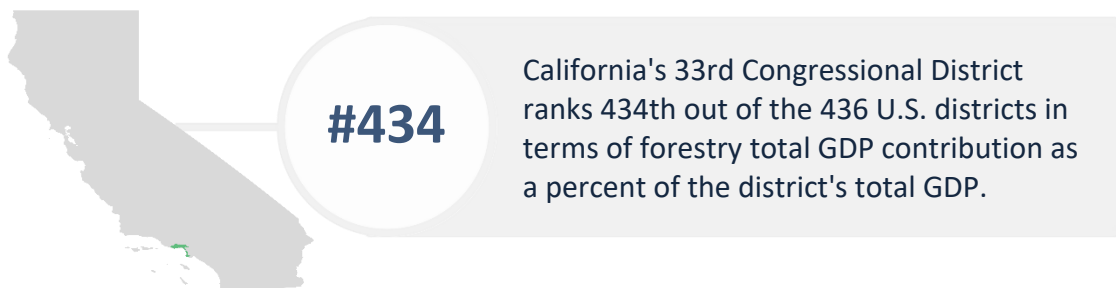 #434
California's 33rd Congressional District
ranks 434th out of the 436 U.S. districts in
terms of forestry total GDP contribution as
a percent of the district's total GDP.